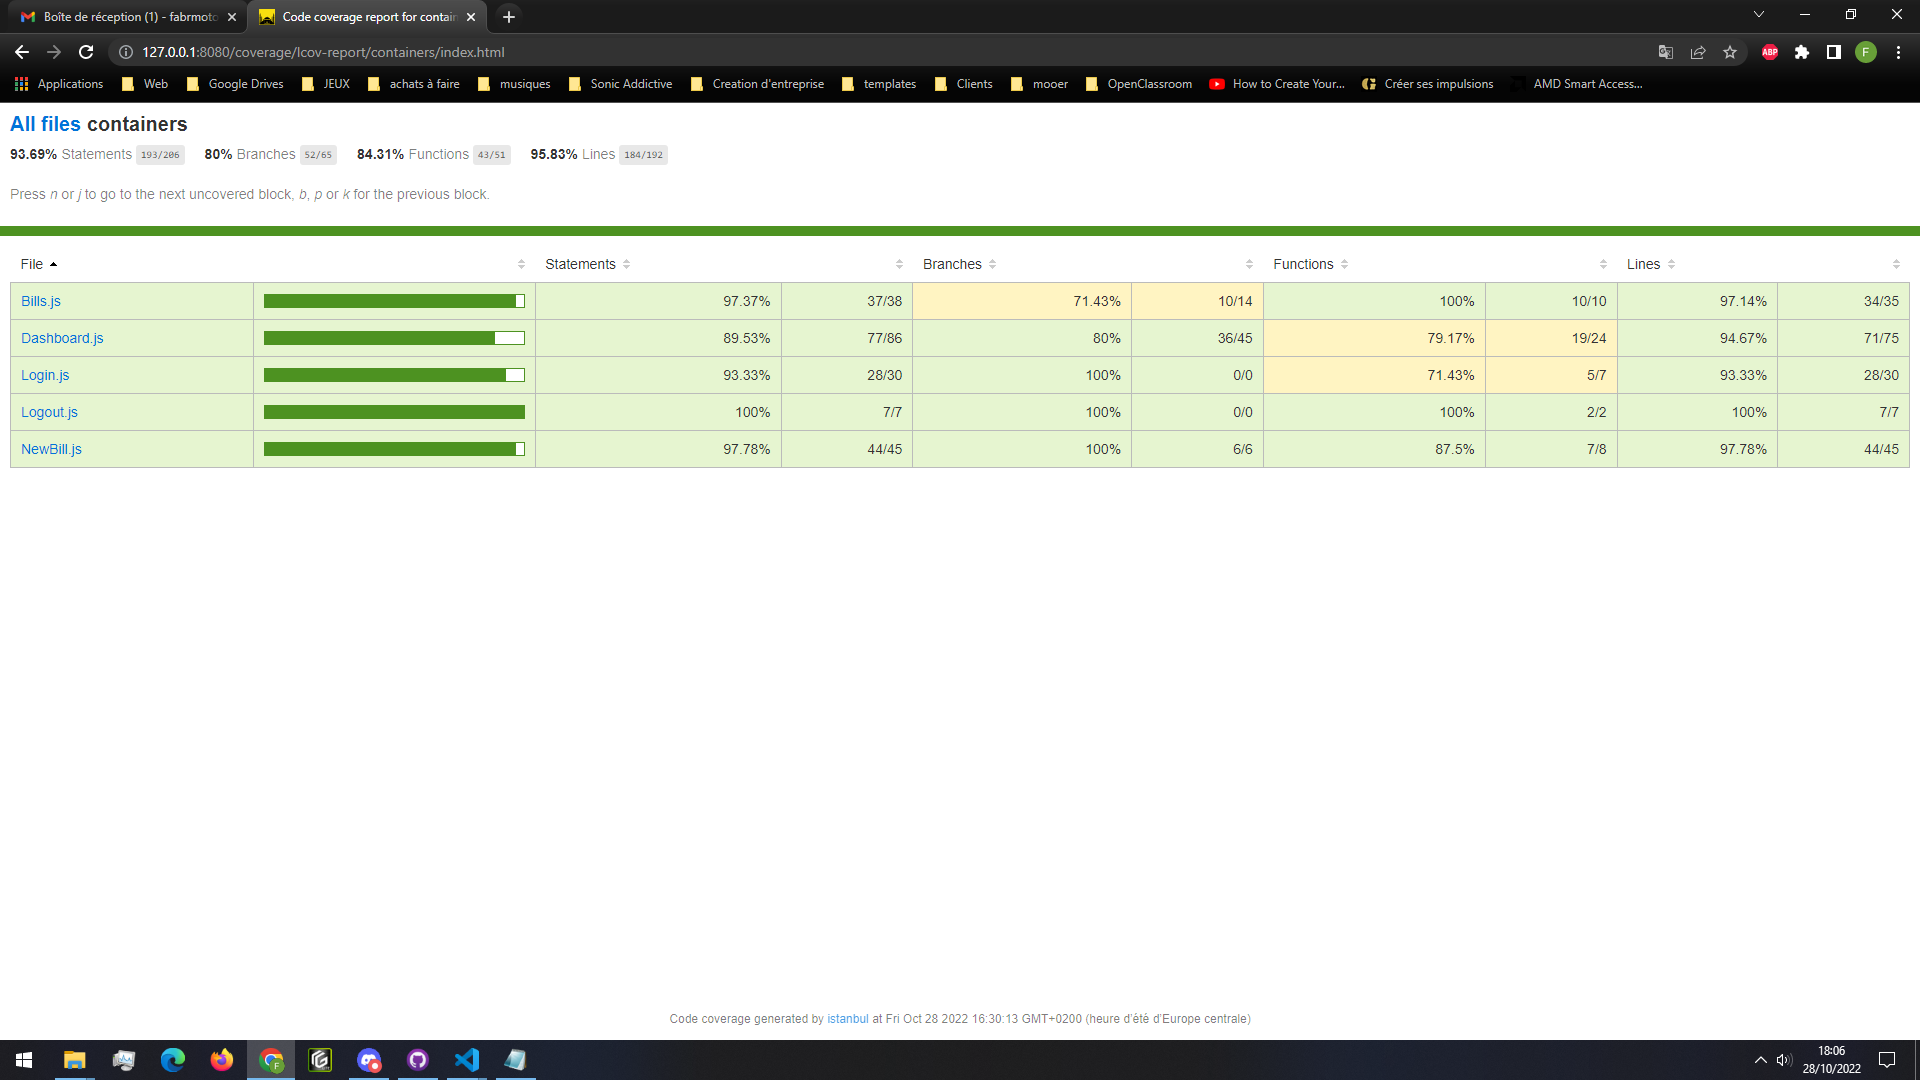 Boîte de réception (1) - fabrmoto
Code coverage report for contain
127.0.0.1:8080/coverage/lcov-report/containers/index.html
ABP
F
Applications Web Google Drives JEUX achats à faire musiques Sonic Addictive Creation d'entreprise templates Clients mooer OpenClassroom How to Create Your... Créer ses impulsions AMD Smart Access...
All files containers
93.69% Statements 193/206 80% Branches 52/65 84.31% Functions 43/51 95.83% Lines 184/192
Press n or j to go to the next uncovered block, b, p or k for the previous block.
File Statements Branches Functions Lines
Bills.js 97.37% 37/38 71.43% 10/14 100% 10/10 97.14% 34/35
Dashboard.js 89.53% 77/86 80% 36/45 79.17% 19/24 94.67% 71/75
Login.js 93.33% 28/30 100% 0/0 71.43% 5/7 93.33% 28/30
Logout.js 100% 7/7 100% 0/0 100% 2/2 100% 7/7
NewBill.js 97.78% 44/45 100% 6/6 87.5% 7/8 97.78% 44/45
Code coverage generated by istanbul at Fri Oct 28 2022 16:30:13 GMT+0200 (heure d'été d'Europe centrale)
F
18:06
28/10/2022